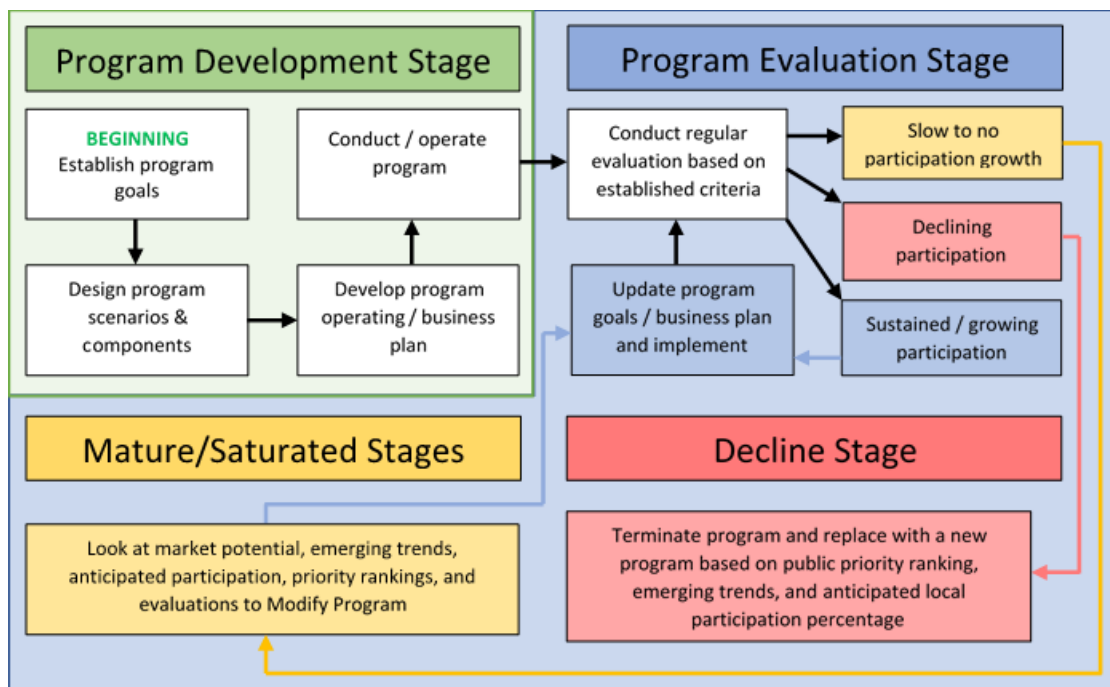 Program Development Stage
BEGINNING
Establish program
goals
Design program
scenarios &
components
Develop program
operating / business
plan
Conduct / operate
program
Program Evaluation Stage
Conduct regular
evaluation based on
established criteria
Slow to no
participation growth
Declining
participation
Sustained / growing
participation
Update program
goals / business plan
and implement
Mature/Saturated Stages
Look at market potential, emerging trends,
anticipated participation, priority rankings, and
evaluations to Modify Program
Decline Stage
Terminate program and replace with a new
program based on public priority ranking,
emerging trends, and anticipated local
participation percentage